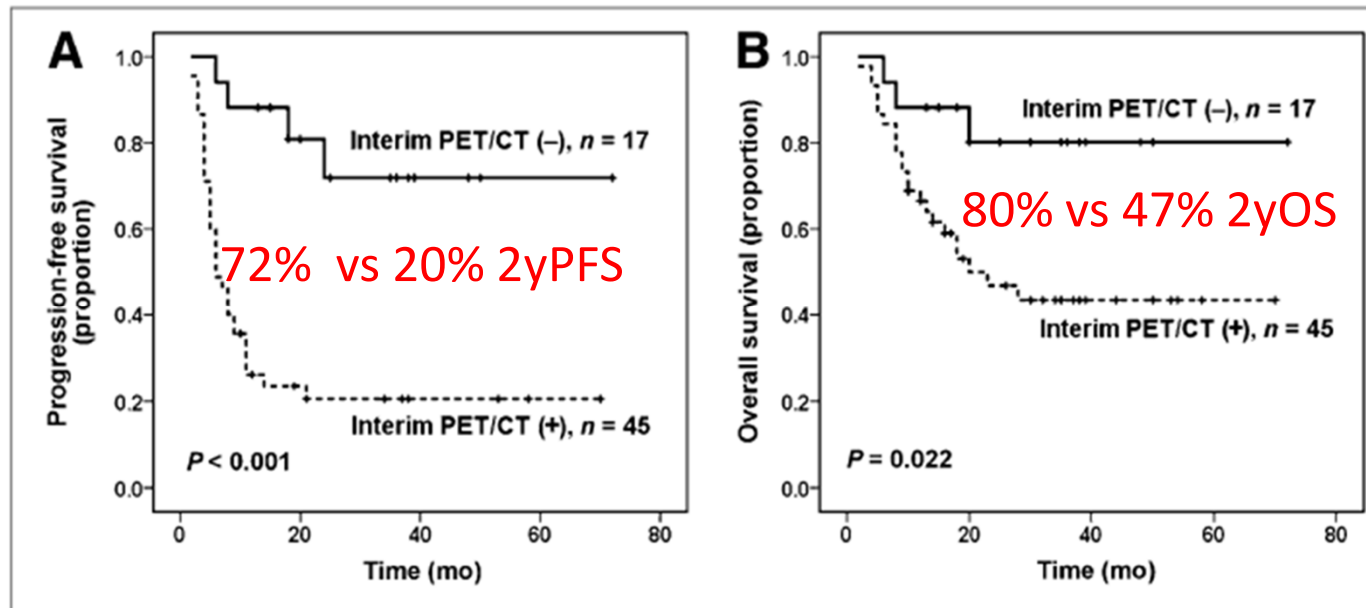 A
Progression-free survival
(proportion)
1.0
0.8
0.6
0.4
0.2
0.0
Interim PET/CT (–), n = 17
72%  vs 20% 2yPFS
Interim PET/CT (+), n = 45
P < 0.001
0 20 40 60 80
Time (mo)
B
Overall survival (proportion)
1.0
0.8
0.6
0.4
0.2
0.0
Interim PET/CT (–), n = 17
80% vs 47% 2yOS
Interim PET/CT (+), n = 45
P = 0.022
0 20 40 60 80
Time (mo)